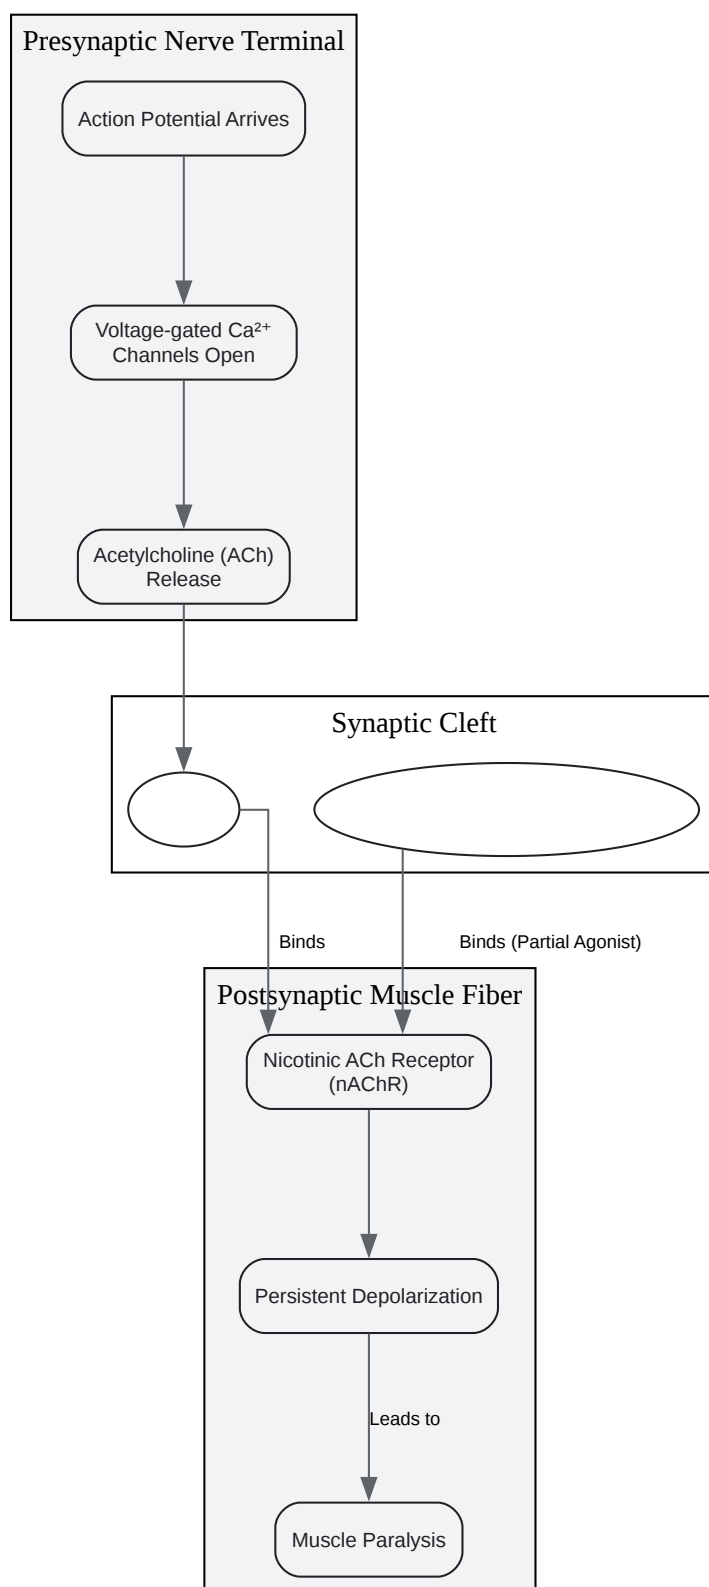 Presynaptic Nerve Terminal
Action Potential Arrives
Voltage-gated Ca²⁺
Channels Open
Acetylcholine (ACh)
Release
Synaptic Cleft
Binds
Binds (Partial Agonist)
Postsynaptic Muscle Fiber
Nicotinic ACh Receptor
(nAChR)
Persistent Depolarization
Leads to
Muscle Paralysis